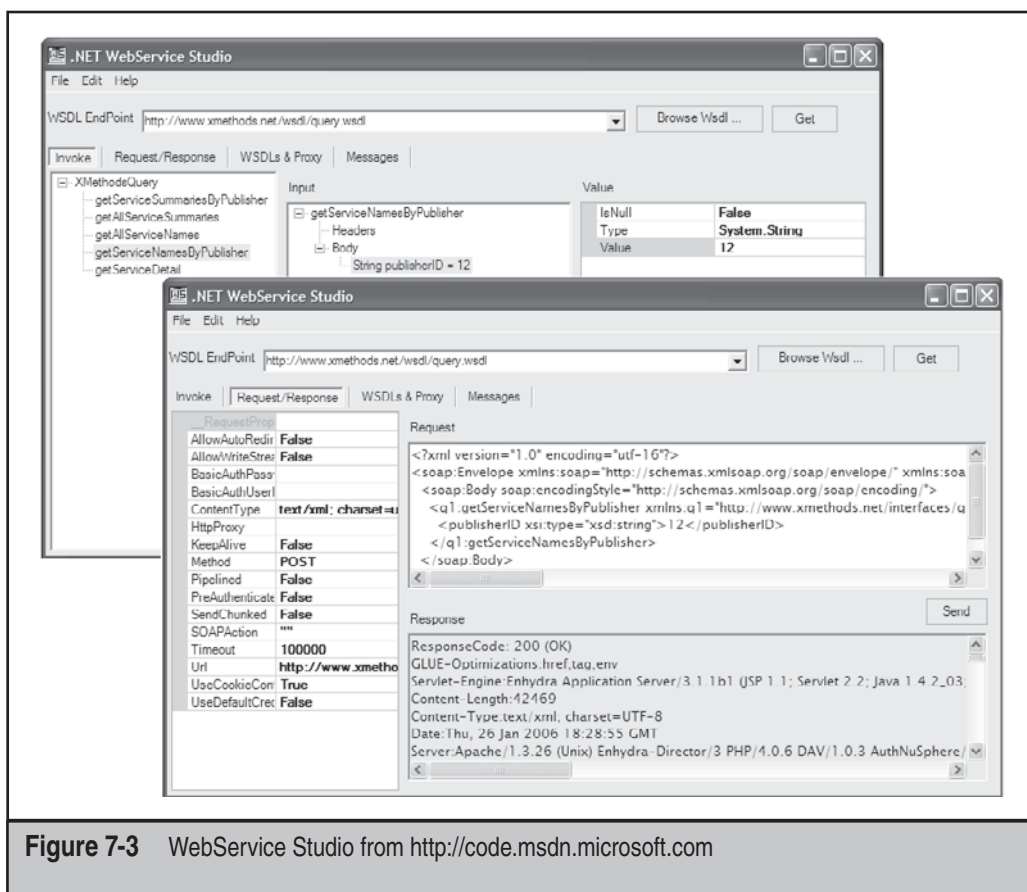 .NET WebService Studio
File Edit Help
WSDL EndPoint http://www.xmethods.net/wsdl/query.wsdl Browse Wsdl ... Get
Invoke Request/Response WSDLs & Proxy Messages
XMethodsQuery
getServiceSummariesByPublisher
getAllServiceSummaries
getAllServiceNames
getServiceNamesByPublisher
getServiceDetail
Input
getServiceNamesByPublisher
Headers
Body
String publisherID = 12
Value
IsNull False
Type System.String
Value 12
.NET WebService Studio
File Edit Help
WSDL EndPoint http://www.xmethods.net/wsdl/query.wsdl Browse Wsdl ... Get
Invoke Request/Response WSDLs & Proxy Messages
__RequestProp
AllowAutoRedir False
AllowWriteStrea False
BasicAuthPass
BasicAuthUserI
ContentType text/xml; charset=u
HttpProxy
KeepAlive False
Method POST
Pipelined False
PreAuthenticate False
SendChunked False
SOAPAction ""
Timeout 100000
Url http://www.xmetho
UseCookieCon True
UseDefaultCred False
Request
<?xml version="1.0" encoding="utf-16"?>
<soap:Envelope xmlns:soap="http://schemas.xmlsoap.org/soap/envelope/" xmlns:soa
<soap:Body soap:encodingStyle="http://schemas.xmlsoap.org/soap/encoding/">
<q1:getServiceNamesByPublisher xmlns:q1="http://www.xmethods.net/interfaces/q
<publisherID xsi:type="xsd:string">12</publisherID>
</q1:getServiceNamesByPublisher>
</soap:Body>
Send
Response
ResponseCode: 200 (OK)
GLUE-Optimizations:href,tag,env
Servlet-Engine:Enhydra Application Server/3.1.1b1 (JSP 1.1; Servlet 2.2; Java 1.4.2_03;
Content-Length:42469
Content-Type:text/xml, charset=UTF-8
Date:Thu, 26 Jan 2006 18:28:55 GMT
Server:Apache/1.3.26 (Unix) Enhydra-Director/3 PHP/4.0.6 DAV/1.0.3 AuthNuSphere/
Figure 7-3 WebService Studio from http://code.msdn.microsoft.com